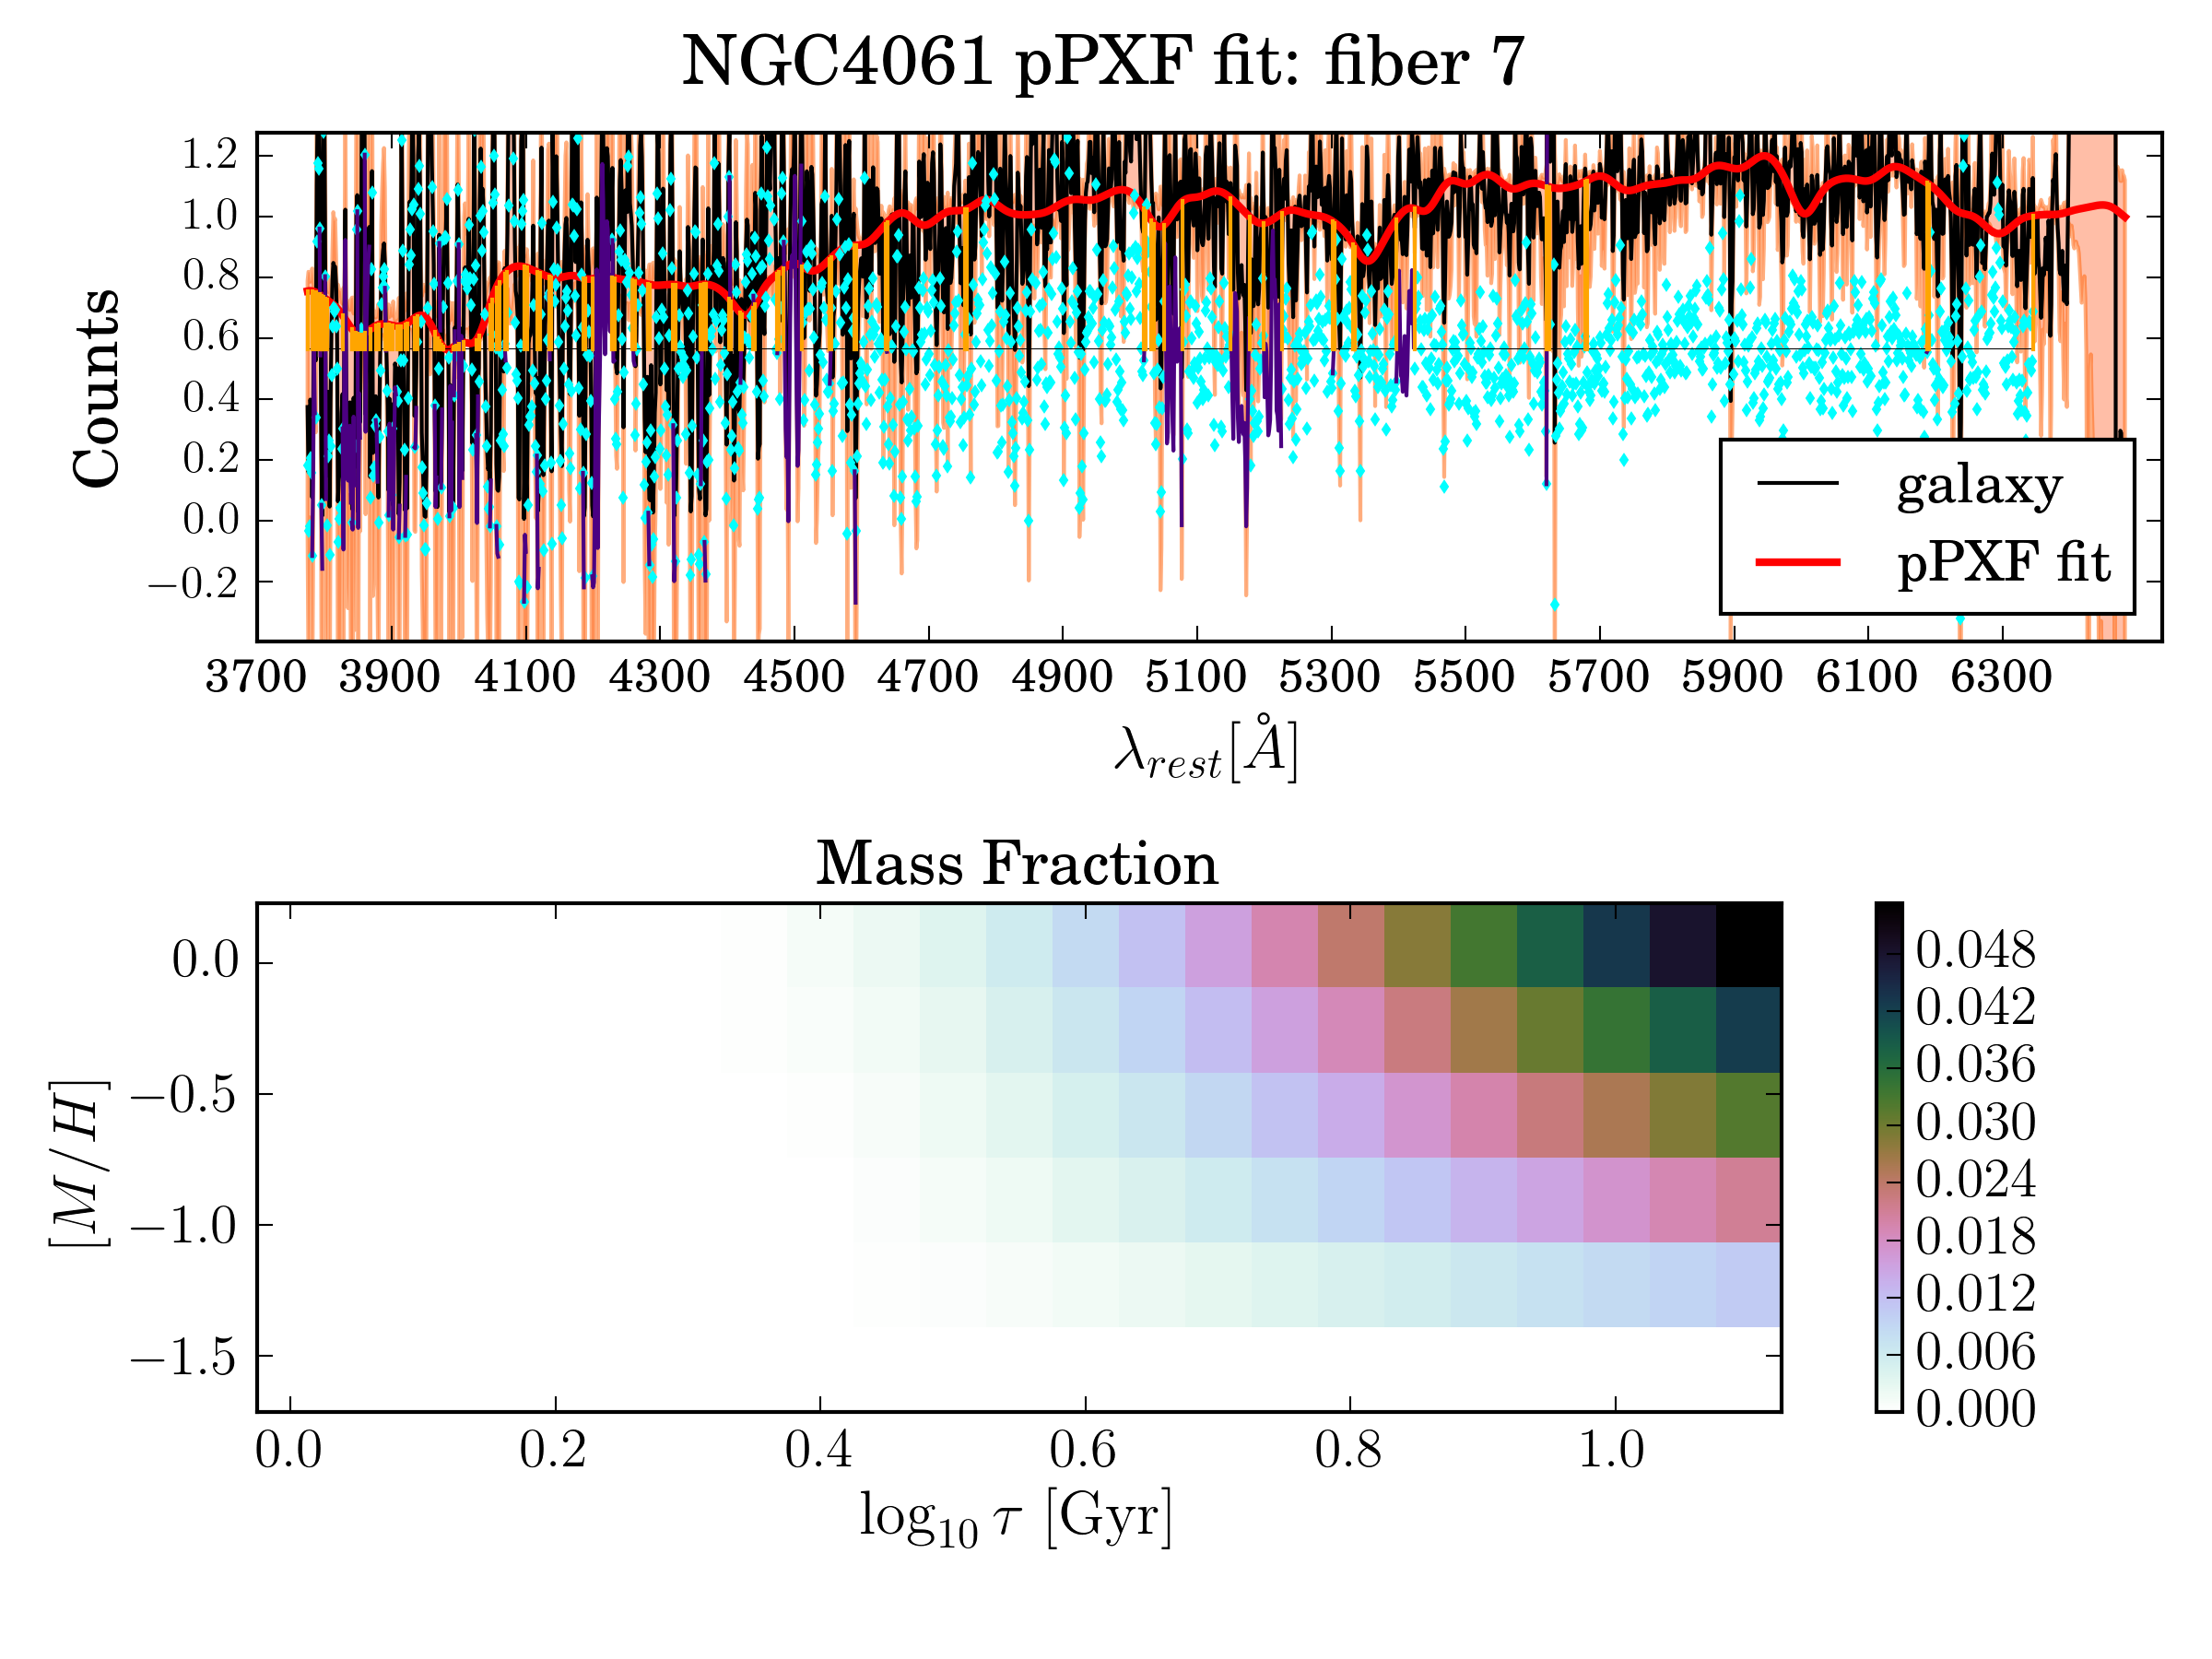 NGC4061 pPXF fit: fiber 7
1.2
1.0
0.8
0.6
0.4
0.2
0.0
−0.2
Counts
galaxy
pPXF fit
3700 3900 4100 4300 4500 4700 4900 5100 5300 5500 5700 5900 6100 6300
λrest[Å]
Mass Fraction
0.0
−0.5
−1.0
−1.5
[M/H]
0.0 0.2 0.4 0.6 0.8 1.0
log10 τ [Gyr]
0.048
0.042
0.036
0.030
0.024
0.018
0.012
0.006
0.000